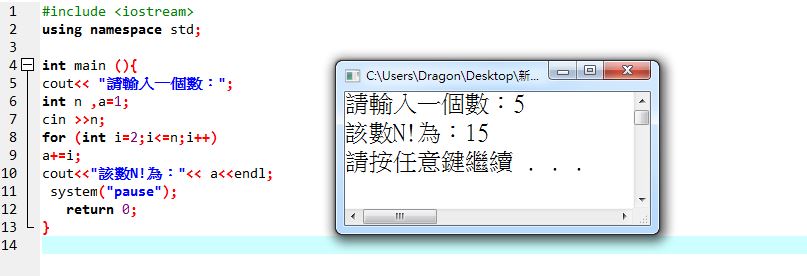 1 #include <iostream>
2 using namespace std;
3
4 int main (){
5 cout<< "請輸入一個數：";
6 int n ,a=1;
7 cin >>n;
8 for (int i=2;i<=n;i++)
9 a+=i;
10 cout<<"該數N!為："<< a<<endl;
11 system("pause");
12 return 0;
13 }
14
C:\Users\Dragon\Desktop\新...
請輸入一個數：5
該數N!為：15
請按任意鍵繼續 . . .